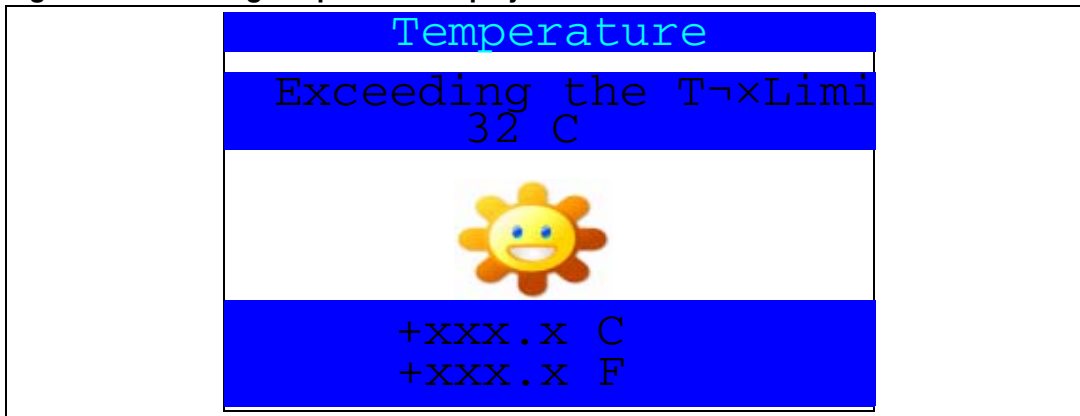 Temperature
Exceeding the T¬×Limi
32 C
+xxx.x C
+xxx.x F